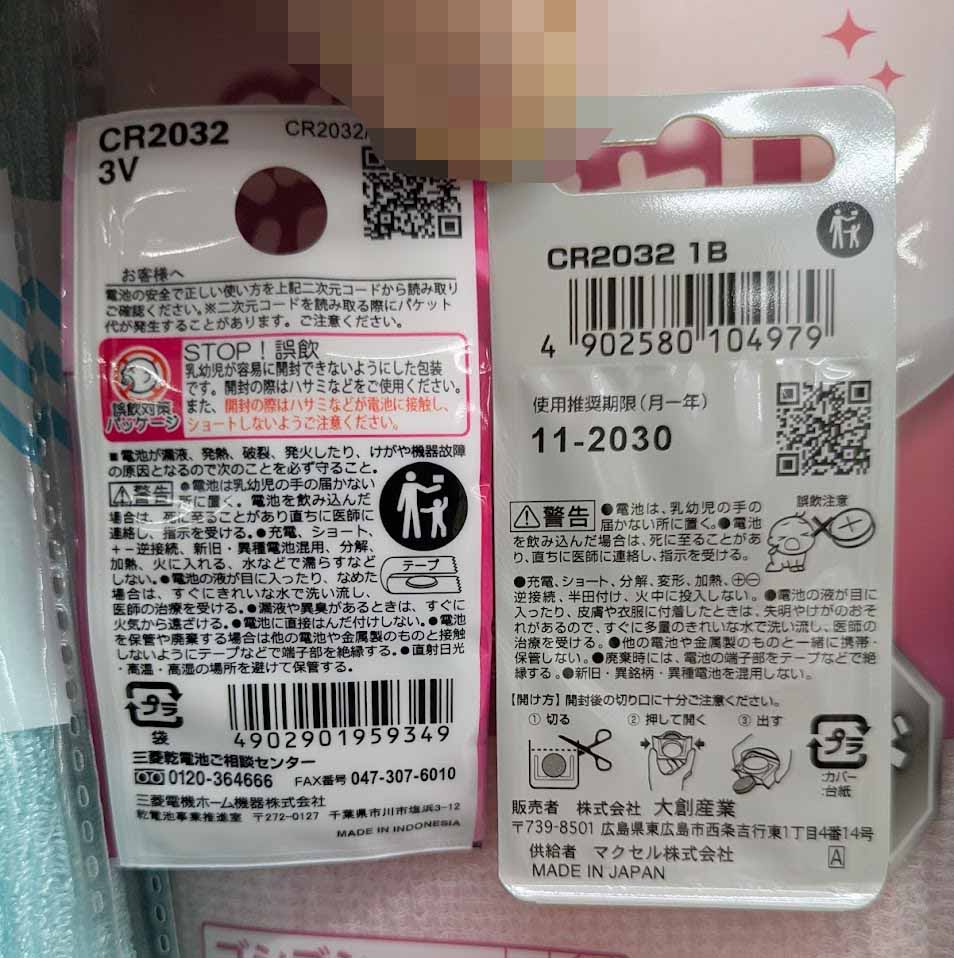 CR2032
3V
CR2032/
お客様へ
電池の安全で正しい使い方を上記二次元コードから読み取り
ご確認ください。※二次元コードを読み取る際にパケット
代が発生することがあります。ご注意ください。
誤飲対策
パッケージ
STOP!誤飲
乳幼児が容易に開封できないようにした包装
です。開封の際はハサミなどをご使用ください。
また、開封の際はハサミなどが電池に接触し、
ショートしないようご注意ください。
■電池が漏液、発熱、破裂、発火したり、けがや機器故障
の原因となるので次のことを必ず守ること。
警告 ●電池は乳幼児の手の届かない
所に置く。電池を飲み込んだ
場合は、死に至ることがあり直ちに医師に
連絡し、指示を受ける。●充電、ショート、
+-逆接続、新旧・異種電池混用、分解、
加熱、火に入れる、水などで濡らすなど
しない。●電池の液が目に入ったり、なめた
場合は、すぐにきれいな水で洗い流し、
医師の治療を受ける。●漏液や異臭があるときは、すぐに
火気から遠ざける。●電池に直接はんだ付けしない。●電池
を保管や廃棄する場合は他の電池や金属製のものと接触
しないようにテープなどで端子部を絶縁する。●直射日光
・高温・高湿の場所を避けて保管する。
テープ
プラ
袋
4902901959349
三菱乾電池ご相談センター
0120-364666 FAX番号 047-307-6010
三菱電機ホーム機器株式会社
乾電池事業推進室 〒272-0127 千葉県市川市塩浜3-12
MADE IN INDONESIA
CR2032 1B
4 902580 104979
使用推奨期限(月-年)
11-2030
警告 ●電池は、乳幼児の手の
届かない所に置く。●電池
を飲み込んだ場合は、死に至ることがあ
り、直ちに医師に連絡し、指示を受ける。
誤飲注意
●充電、ショート、分解、変形、加熱、⊕⊖
逆接続、半田付け、火中に投入しない。●電池の液が目に
入ったり、皮膚や衣服に付着したときは、失明やけがのおそ
れがあるので、すぐに多量のきれいな水で洗い流し、医師の
治療を受ける。●他の電池や金属製のものと一緒に携帯・
保管しない。●廃棄時には、電池の端子部をテープなどで絶
縁する。●新旧・異銘柄・異種電池を混用しない。
【開け方】開封後の切り口に十分ご注意ください。
①切る ②押して開く ③出す
プラ
:カバー
:台紙
販売者 株式会社 大創産業
〒739-8501 広島県東広島市西条吉行東1丁目4番14号
供給者 マクセル株式会社
A
MADE IN JAPAN